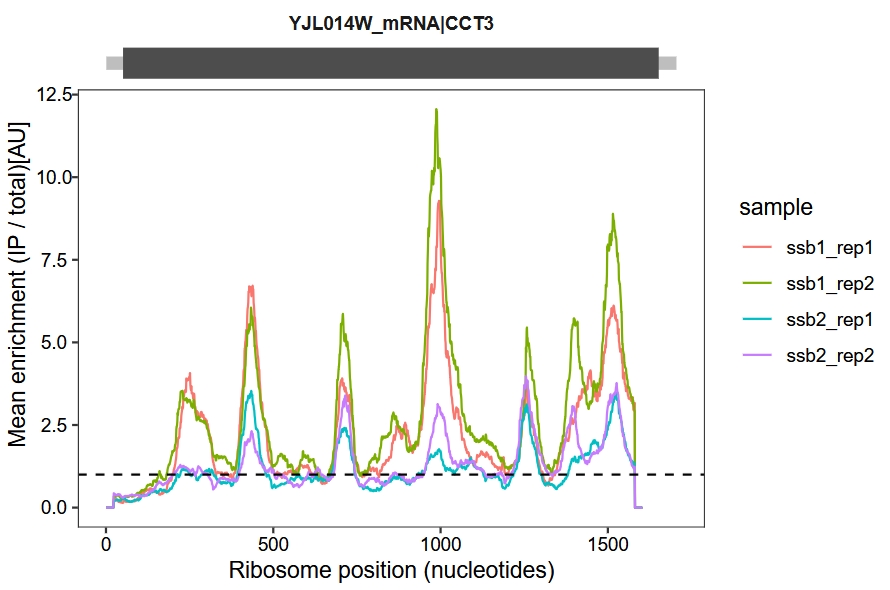 YJL014W_mRNA|CCT3
Mean enrichment (IP / total)[AU]
12.5
10.0
7.5
5.0
2.5
0.0
0 500 1000 1500
Ribosome position (nucleotides)
sample
ssb1_rep1
ssb1_rep2
ssb2_rep1
ssb2_rep2